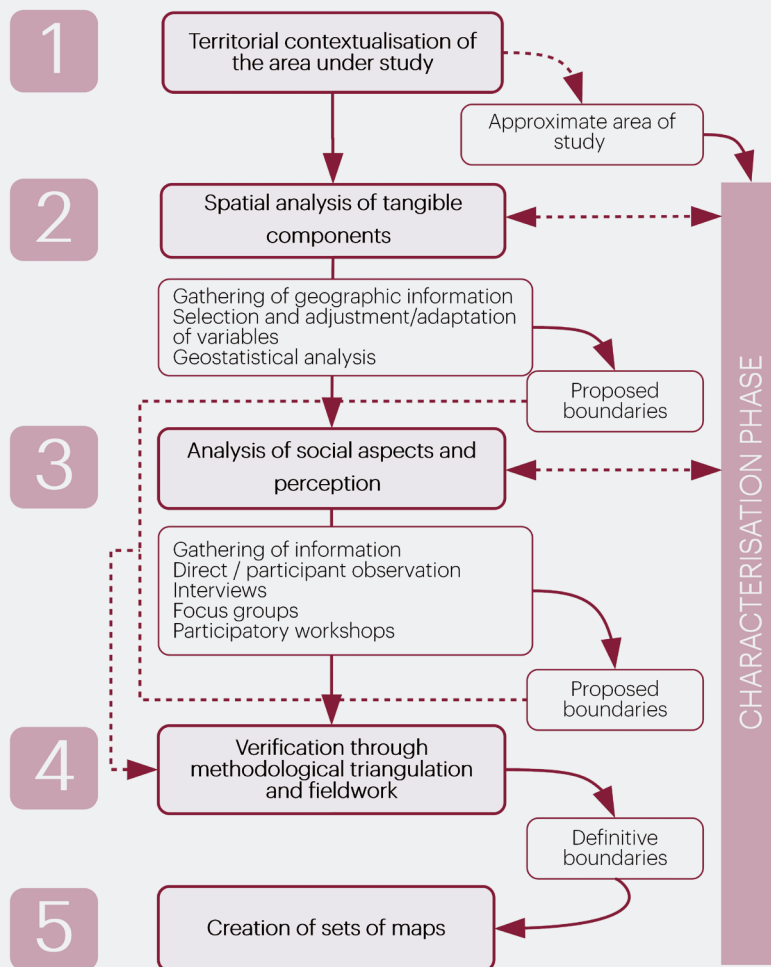 1
Territorial contextualisation of
the area under study
Approximate area of
study
2
Spatial analysis of tangible
components
Gathering of geographic information
Selection and adjustment/adaptation
of variables
Geostatistical analysis
Proposed
boundaries
3
Analysis of social aspects and
perception
Gathering of information
Direct / participant observation
Interviews
Focus groups
Participatory workshops
Proposed
boundaries
4
Verification through
methodological triangulation
and fieldwork
Definitive
boundaries
5
Creation of sets of maps
CHARACTERISATION PHASE